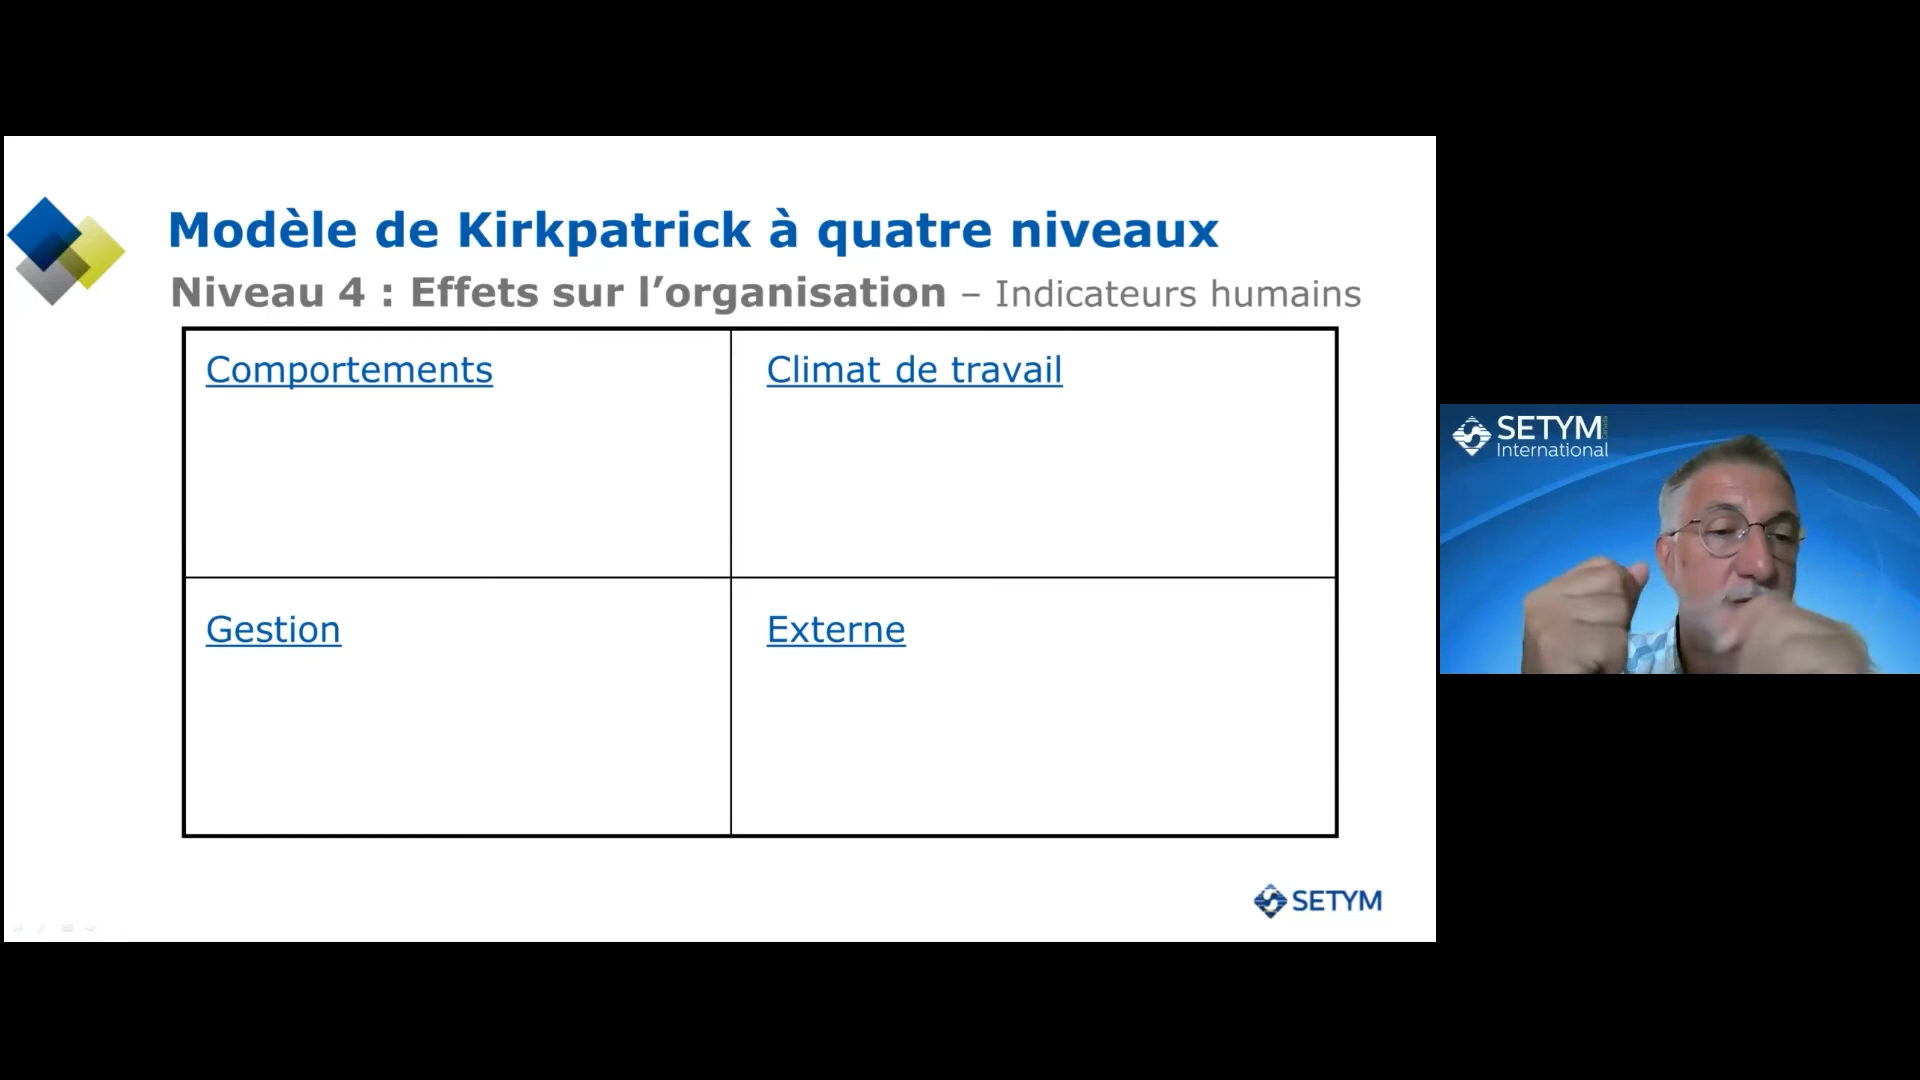 Modèle de Kirkpatrick à quatre niveaux
Niveau 4 : Effets sur l’organisation – Indicateurs humains
Comportements
Climat de travail
Gestion
Externe
SETYM
SETYM
International